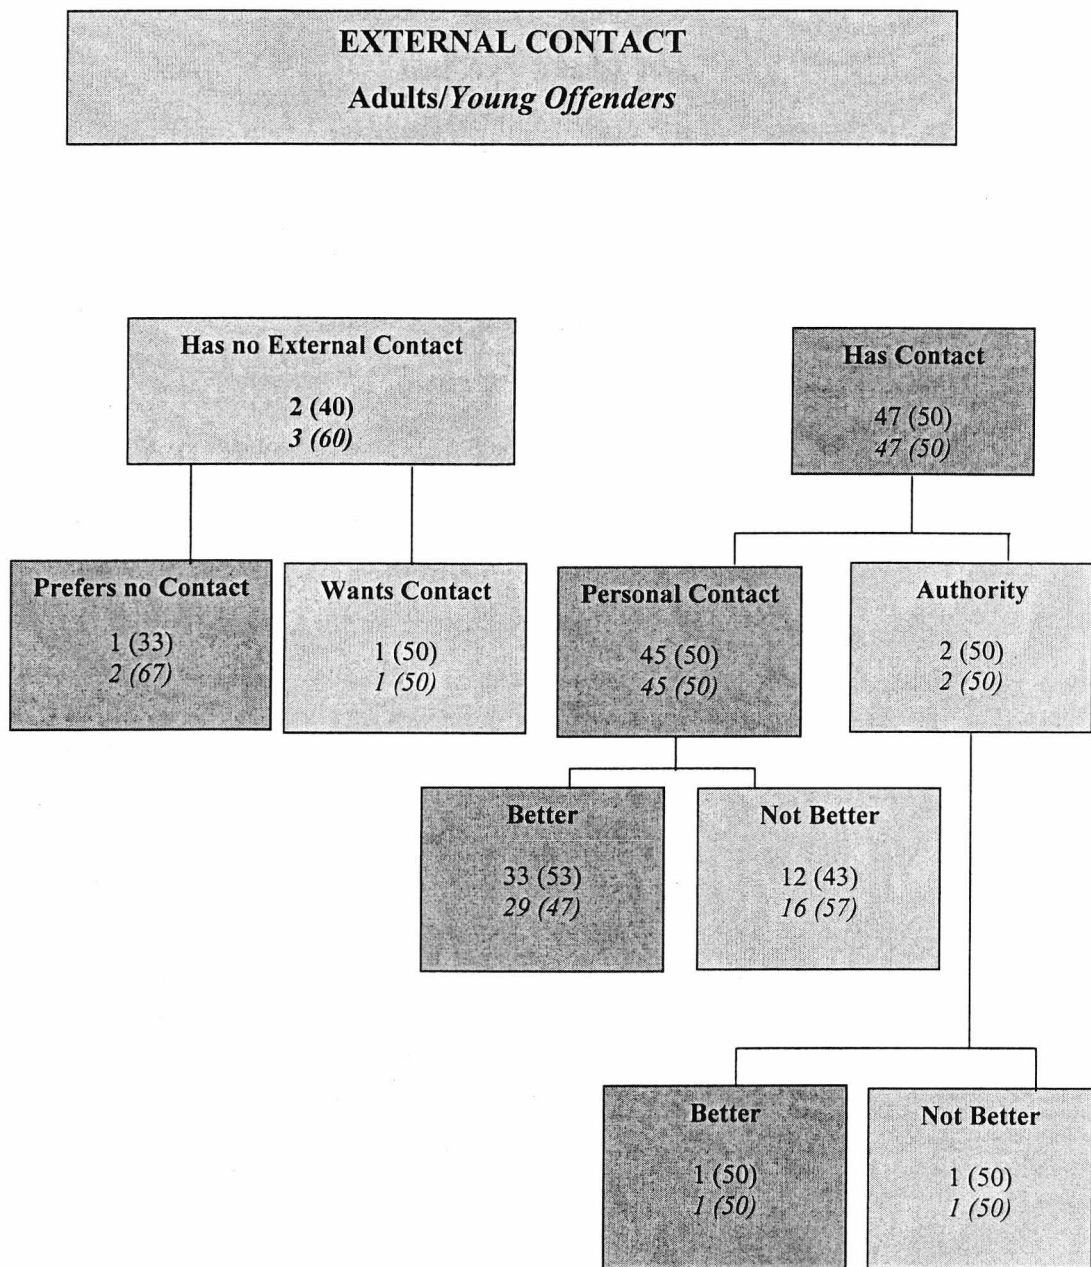 EXTERNAL CONTACT
Adults/Young Offenders
Has no External Contact
2 (40)
3 (60)
Has Contact
47 (50)
47 (50)
Prefers no Contact
1 (33)
2 (67)
Wants Contact
1 (50)
1 (50)
Personal Contact
45 (50)
45 (50)
Authority
2 (50)
2 (50)
Better
33 (53)
29 (47)
Not Better
12 (43)
16 (57)
Better
1 (50)
1 (50)
Not Better
1 (50)
1 (50)